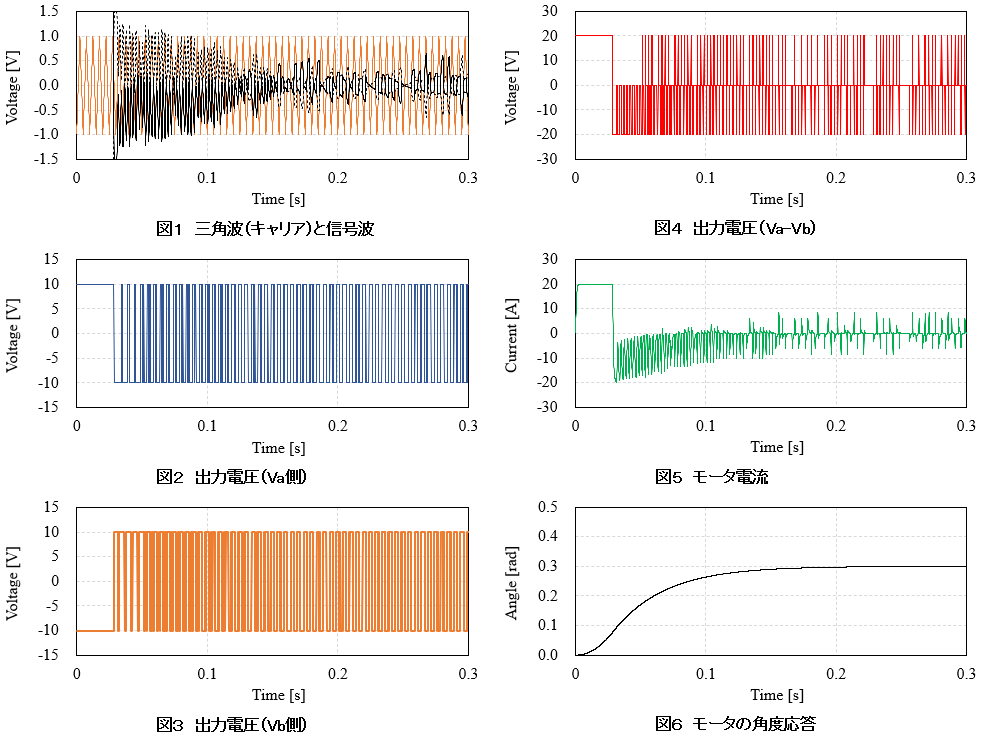 1.5
1.0
0.5
0.0
-0.5
-1.0
-1.5
Voltage [V]
0 0.1 0.2 0.3
Time [s]
図1 三角波(キャリア)と信号波
30
20
10
0
-10
-20
-30
Voltage [V]
0 0.1 0.2 0.3
Time [s]
図4 出力電圧(Va-Vb)
15
10
5
0
-5
-10
-15
Voltage [V]
0 0.1 0.2 0.3
Time [s]
図2 出力電圧(Va側)
30
20
10
0
-10
-20
-30
Current [A]
0 0.1 0.2 0.3
Time [s]
図5 モータ電流
15
10
5
0
-5
-10
-15
Voltage [V]
0 0.1 0.2 0.3
Time [s]
図3 出力電圧(Vb側)
0.5
0.4
0.3
0.2
0.1
0.0
Angle [rad]
0 0.1 0.2 0.3
Time [s]
図6 モータの角度応答